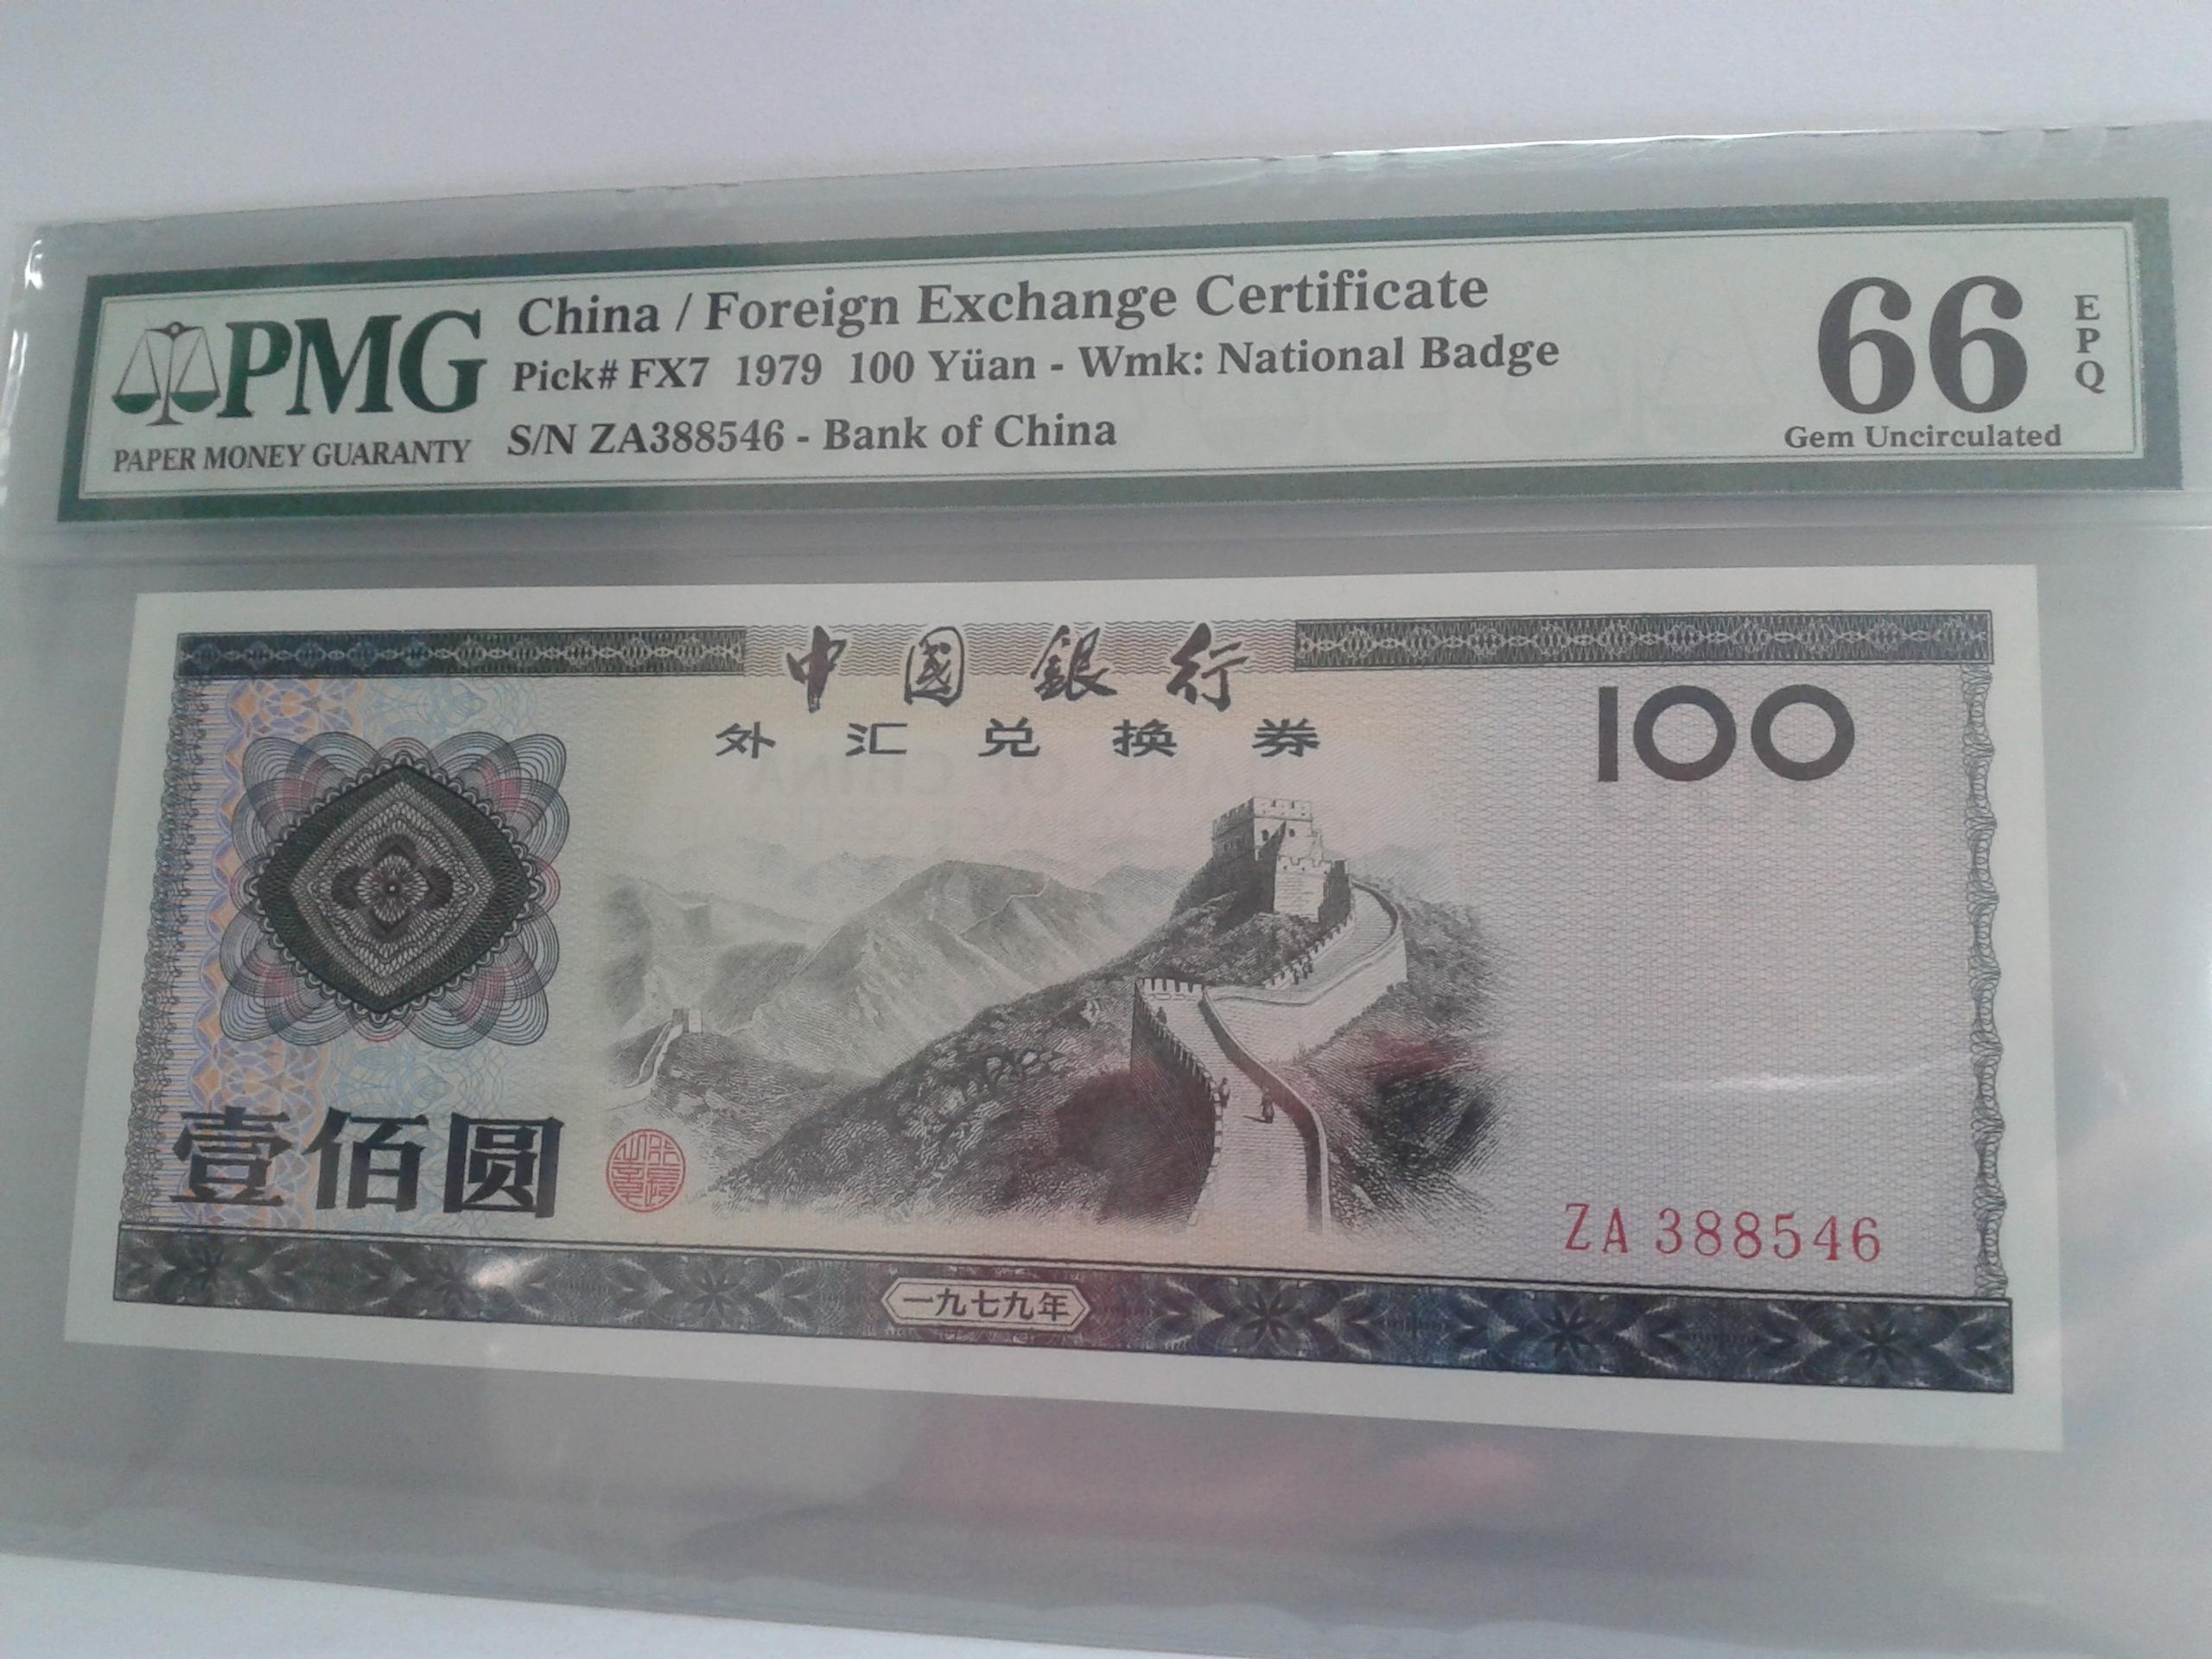 PMG
PAPER MONEY GUARANTY
China / Foreign Exchange Certificate
Pick# FX7 1979 100 Yüan - Wmk: National Badge
S/N ZA388546 - Bank of China
66
EPQ
Gem Uncirculated
中國銀行
外汇兑换券
100
壹佰圆
ZA 388546
一九七九年